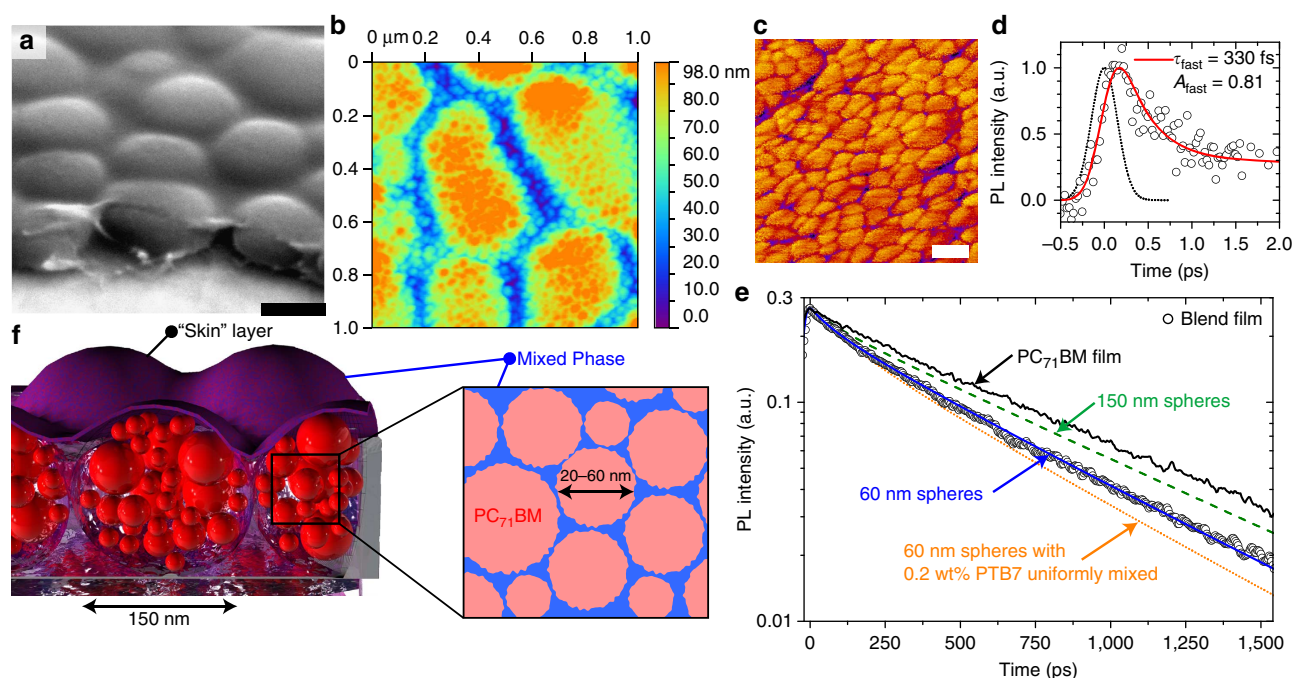 a
b
0 μm 0.2 0.4 0.6 0.8 1.0
0
0.2
0.4
0.6
0.8
1.0
98.0 nm
80.0
70.0
60.0
50.0
40.0
30.0
20.0
10.0
0.0
c
d
PL intensity (a.u.)
1.0
0.5
0.0
τfast = 330 fs
Afast = 0.81
−0.5 0.0 0.5 1.0 1.5 2.0
Time (ps)
e
PL intensity (a.u.)
0.3
0.1
0.01
Blend film
PC71BM film
150 nm spheres
60 nm spheres
60 nm spheres with
0.2 wt% PTB7 uniformly mixed
0 250 500 750 1,000 1,250 1,500
Time (ps)
f
“Skin” layer
Mixed Phase
20–60 nm
PC71BM
150 nm